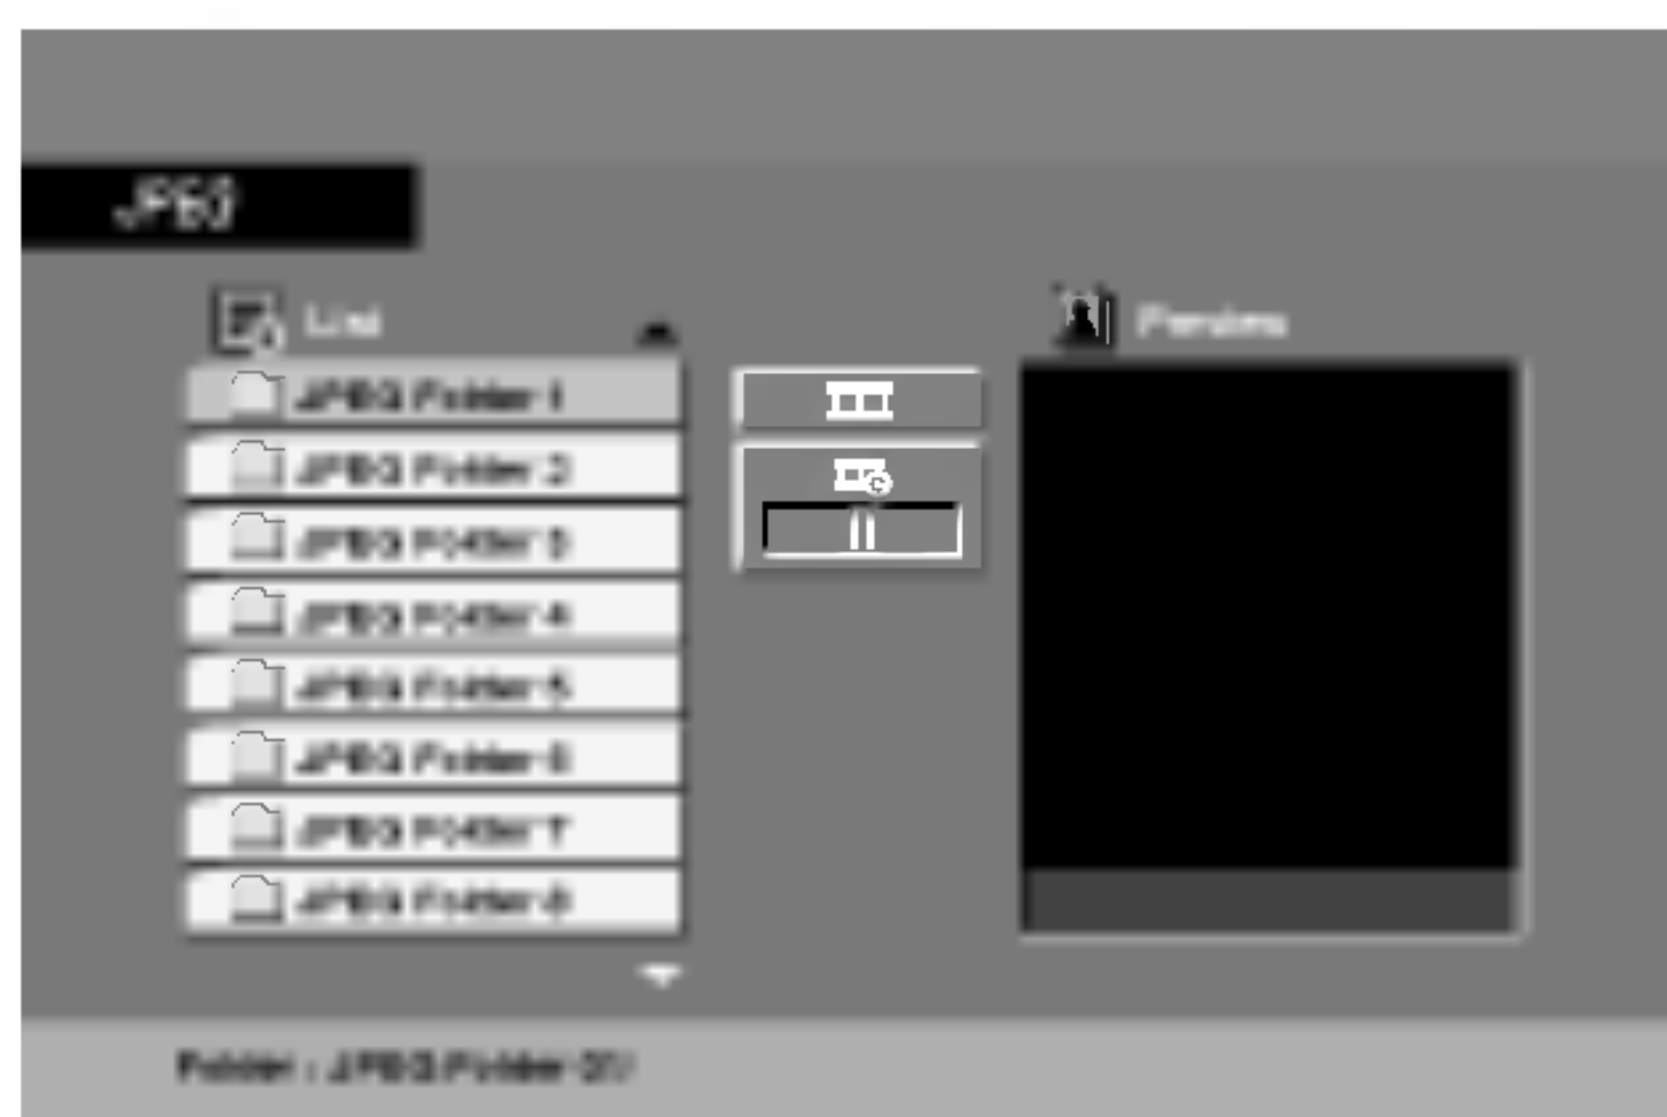 JPEG
List
Preview
JPEG Folder 1
JPEG Folder 2
JPEG Folder 3
JPEG Folder 4
JPEG Folder 5
JPEG Folder 6
JPEG Folder 7
JPEG Folder 8
Folder : JPEG Folder